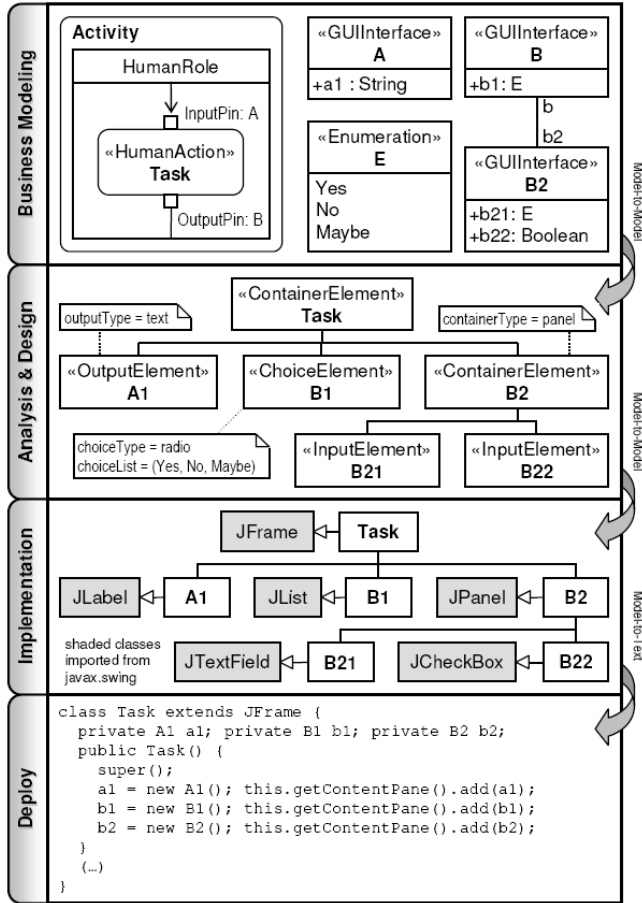 Business Modeling
Activity
HumanRole
InputPin: A
«HumanAction»
Task
OutputPin: B
«GUIInterface»
A
+a1 : String
«GUIInterface»
B
+b1: E
b
b2
«Enumeration»
E
Yes
No
Maybe
«GUIInterface»
B2
+b21: E
+b22: Boolean
Model-to-Model
Analysis & Design
«ContainerElement»
Task
outputType = text
containerType = panel
«OutputElement»
A1
«ChoiceElement»
B1
«ContainerElement»
B2
choiceType = radio
choiceList = (Yes, No, Maybe)
«InputElement»
B21
«InputElement»
B22
Model-to-Model
Implementation
JFrame
Task
JLabel
A1
JList
B1
JPanel
B2
shaded classes
imported from
javax.swing
JTextField
B21
JCheckBox
B22
Model-to-Text
Deploy
class Task extends JFrame {
private A1 a1; private B1 b1; private B2 b2;
public Task() {
super();
a1 = new A1(); this.getContentPane().add(a1);
b1 = new B1(); this.getContentPane().add(b1);
b2 = new B2(); this.getContentPane().add(b2);
}
(…)
}